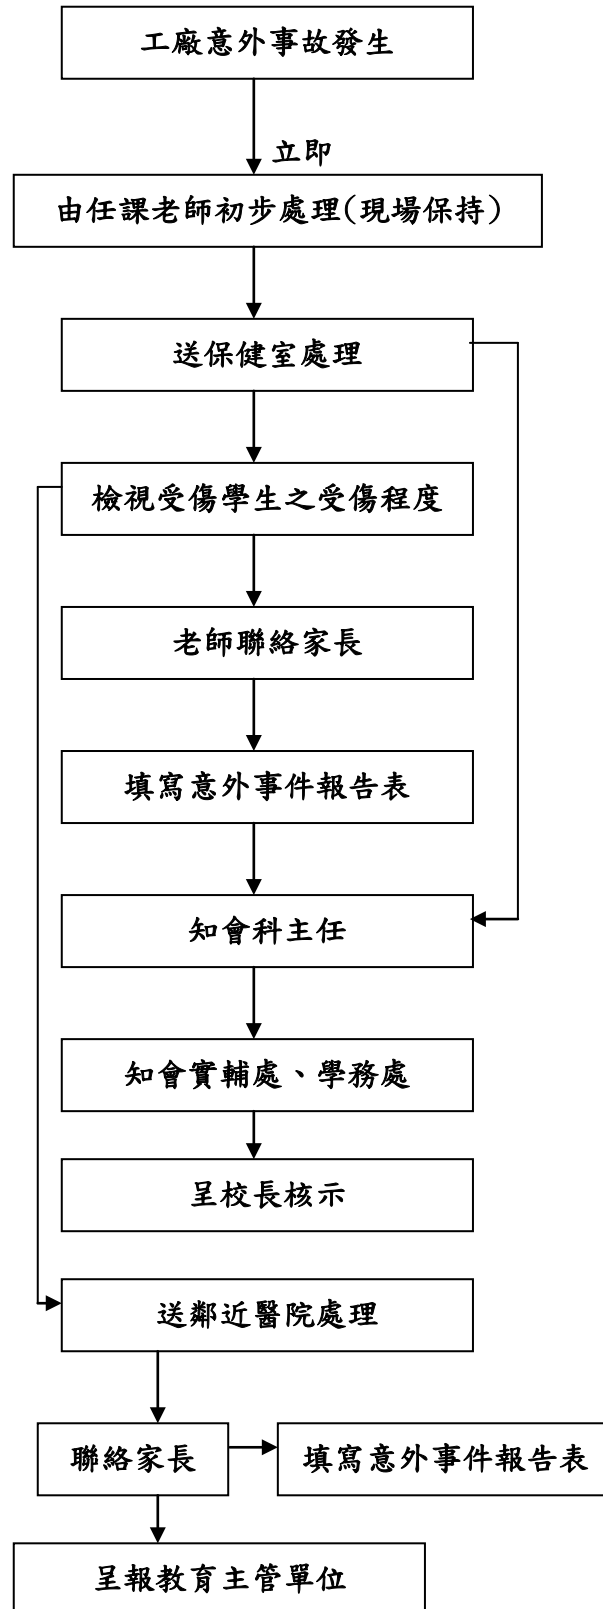 工廠意外事故發生
立即
由任課老師初步處理(現場保持)
送保健室處理
檢視受傷學生之受傷程度
老師聯絡家長
填寫意外事件報告表
知會科主任
知會實輔處、學務處
呈校長核示
送鄰近醫院處理
聯絡家長
填寫意外事件報告表
呈報教育主管單位